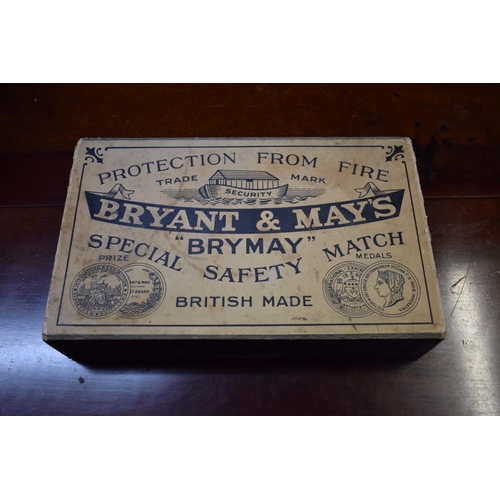 PROTECTION FROM FIRE
TRADE MARK
SECURITY
BRYANT & MAY'S
"BRYMAY"
SPECIAL SAFETY MATCH
PRIZE MEDALS
BRITISH MADE